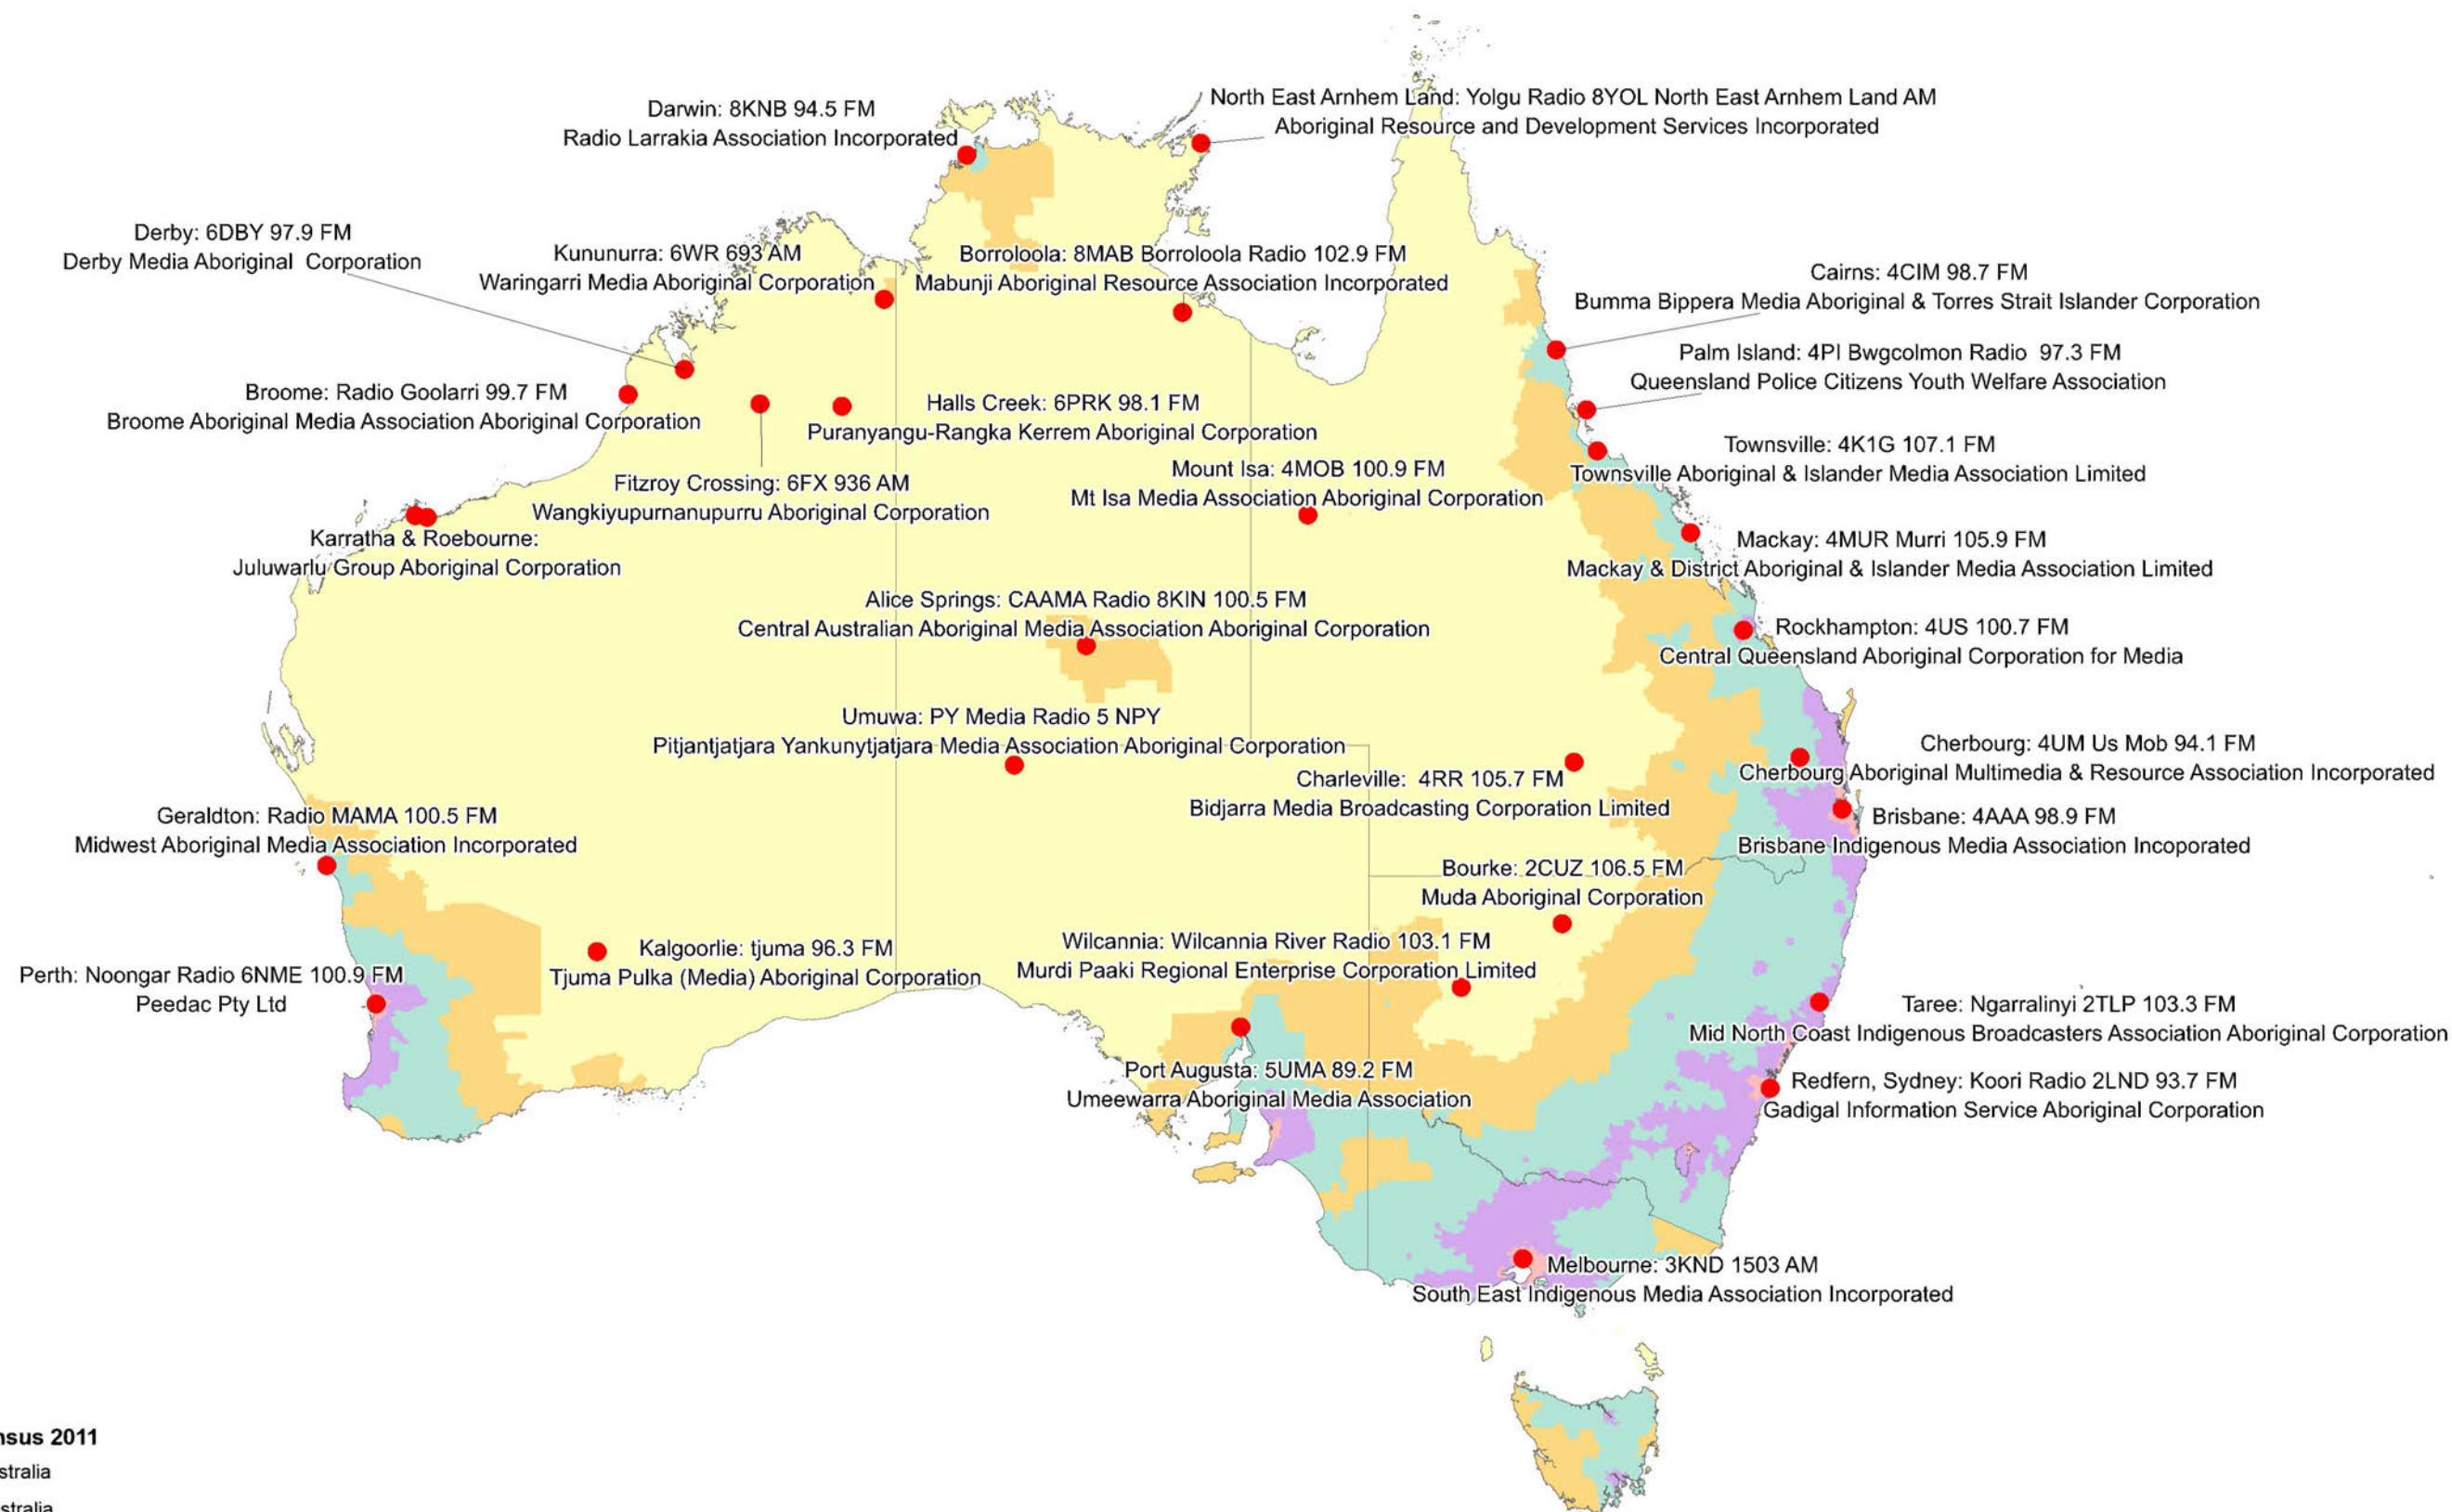 Darwin: 8KNB 94.5 FM
Radio Larrakia Association Incorporated
North East Arnhem Land: Yolgu Radio 8YOL North East Arnhem Land AM
Aboriginal Resource and Development Services Incorporated
Derby: 6DBY 97.9 FM
Derby Media Aboriginal Corporation
Kununurra: 6WR 693 AM
Waringarri Media Aboriginal Corporation
Borroloola: 8MAB Borroloola Radio 102.9 FM
Mabunji Aboriginal Resource Association Incorporated
Cairns: 4CIM 98.7 FM
Bumma Bippera Media Aboriginal & Torres Strait Islander Corporation
Palm Island: 4PI Bwgcolmon Radio 97.3 FM
Queensland Police Citizens Youth Welfare Association
Broome: Radio Goolarri 99.7 FM
Broome Aboriginal Media Association Aboriginal Corporation
Halls Creek: 6PRK 98.1 FM
Puranyangu-Rangka Kerrem Aboriginal Corporation
Townsville: 4K1G 107.1 FM
Townsville Aboriginal & Islander Media Association Limited
Fitzroy Crossing: 6FX 936 AM
Wangkiyupurnanupurru Aboriginal Corporation
Mount Isa: 4MOB 100.9 FM
Mt Isa Media Association Aboriginal Corporation
Karratha & Roebourne:
Juluwarlu Group Aboriginal Corporation
Mackay: 4MUR Murri 105.9 FM
Mackay & District Aboriginal & Islander Media Association Limited
Alice Springs: CAAMA Radio 8KIN 100.5 FM
Central Australian Aboriginal Media Association Aboriginal Corporation
Rockhampton: 4US 100.7 FM
Central Queensland Aboriginal Corporation for Media
Umuwa: PY Media Radio 5 NPY
Pitjantjatjara Yankunytjatjara Media Association Aboriginal Corporation
Charleville: 4RR 105.7 FM
Bidjarra Media Broadcasting Corporation Limited
Cherbourg: 4UM Us Mob 94.1 FM
Cherbourg Aboriginal Multimedia & Resource Association Incorporated
Geraldton: Radio MAMA 100.5 FM
Midwest Aboriginal Media Association Incorporated
Brisbane: 4AAA 98.9 FM
Brisbane Indigenous Media Association Incoporated
Bourke: 2CUZ 106.5 FM
Muda Aboriginal Corporation
Kalgoorlie: tjuma 96.3 FM
Tjuma Pulka (Media) Aboriginal Corporation
Wilcannia: Wilcannia River Radio 103.1 FM
Murdi Paaki Regional Enterprise Corporation Limited
Perth: Noongar Radio 6NME 100.9 FM
Peedac Pty Ltd
Taree: Ngarralinyi 2TLP 103.3 FM
Mid North Coast Indigenous Broadcasters Association Aboriginal Corporation
Port Augusta: 5UMA 89.2 FM
Umeewarra Aboriginal Media Association
Redfern, Sydney: Koori Radio 2LND 93.7 FM
Gadigal Information Service Aboriginal Corporation
Melbourne: 3KND 1503 AM
South East Indigenous Media Association Incorporated
nsus 2011
stralia
stralia